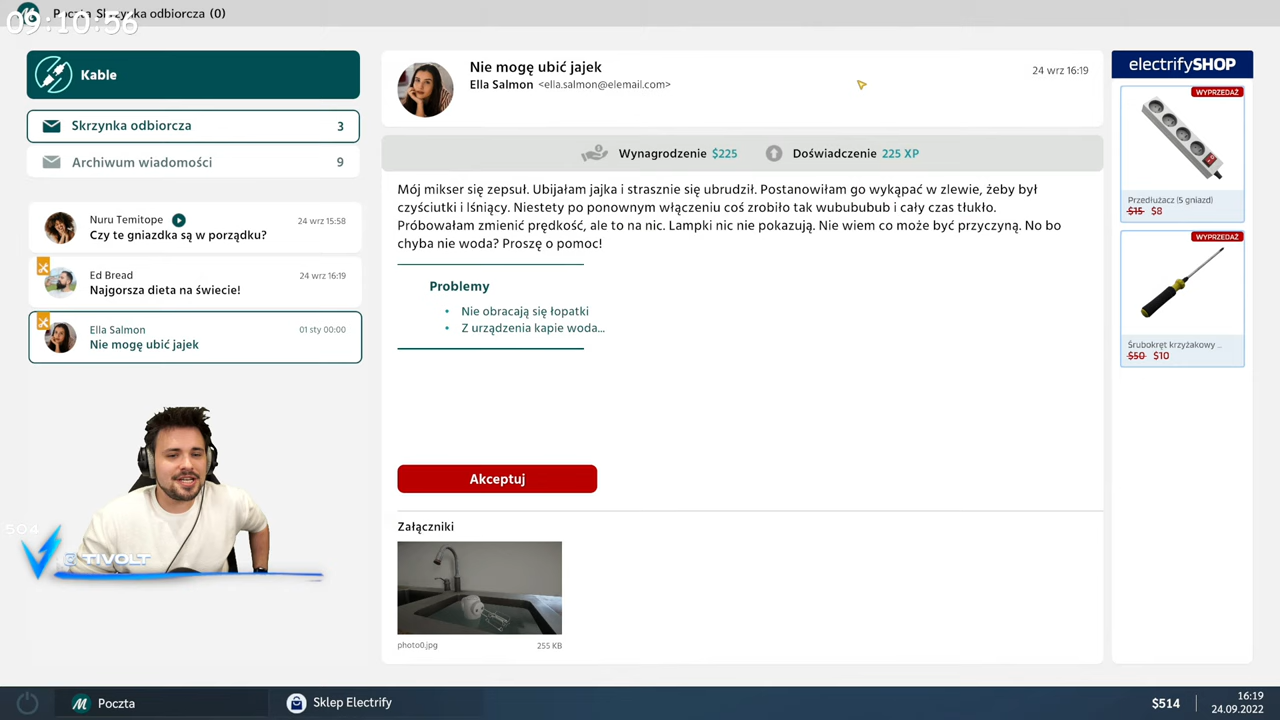 Poczta Skrzynka odbiorcza (0)
09:10:56
Kable
Skrzynka odbiorcza 3
Archiwum wiadomości 9
Nuru Temitope 24 wrz 15:58
Czy te gniazdka są w porządku?
Ed Bread 24 wrz 16:19
Najgorsza dieta na świecie!
Ella Salmon 01 sty 00:00
Nie mogę ubić jajek
Nie mogę ubić jajek
Ella Salmon <ella.salmon@elemail.com>
24 wrz 16:19
Wynagrodzenie $225 Doświadczenie 225 XP
Mój mikser się zepsuł. Ubijałam jajka i strasznie się ubrudził. Postanowiłam go wykąpać w zlewie, żeby był
czyściutki i lśniący. Niestety po ponownym włączeniu coś zrobiło tak wubububub i cały czas tłukło.
Próbowałam zmienić prędkość, ale to na nic. Lampki nic nie pokazują. Nie wiem co może być przyczyną. No bo
chyba nie woda? Proszę o pomoc!
Problemy
• Nie obracają się łopatki
• Z urządzenia kapie woda...
Akceptuj
Załączniki
photo0.jpg 255 KB
electrifySHOP
WYPRZEDAŻ
Przedłużacz (5 gniazd)
$15 $8
WYPRZEDAŻ
Śrubokręt krzyżakowy ..
$50 $10
504
@ TIVOLT
Poczta
Sklep Electrify
$514
16:19
24.09.2022